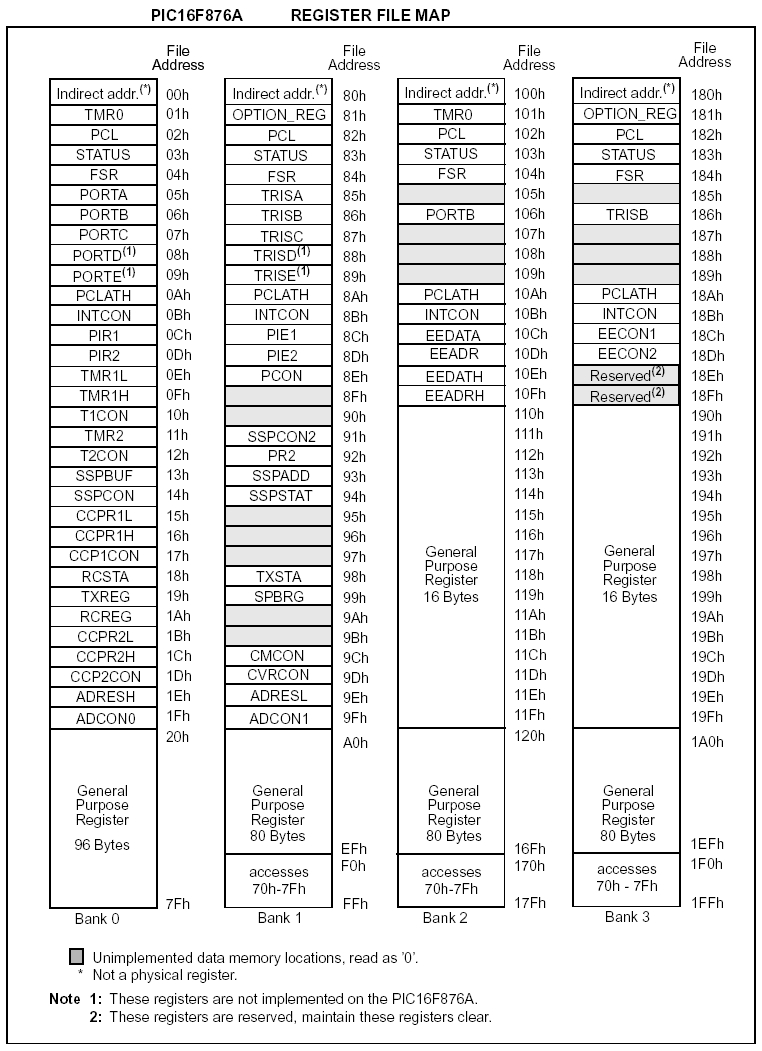 PIC16F876A REGISTER FILE MAP
File Address File Address File Address File Address
Indirect addr.(*) 00h Indirect addr.(*) 80h Indirect addr.(*) 100h Indirect addr.(*) 180h
TMR0 01h OPTION_REG 81h TMR0 101h OPTION_REG 181h
PCL 02h PCL 82h PCL 102h PCL 182h
STATUS 03h STATUS 83h STATUS 103h STATUS 183h
FSR 04h FSR 84h FSR 104h FSR 184h
PORTA 05h TRISA 85h 105h 185h
PORTB 06h TRISB 86h PORTB 106h TRISB 186h
PORTC 07h TRISC 87h 107h 187h
PORTD(1) 08h TRISD(1) 88h 108h 188h
PORTE(1) 09h TRISE(1) 89h 109h 189h
PCLATH 0Ah PCLATH 8Ah PCLATH 10Ah PCLATH 18Ah
INTCON 0Bh INTCON 8Bh INTCON 10Bh INTCON 18Bh
PIR1 0Ch PIE1 8Ch EEDATA 10Ch EECON1 18Ch
PIR2 0Dh PIE2 8Dh EEADR 10Dh EECON2 18Dh
TMR1L 0Eh PCON 8Eh EEDATH 10Eh Reserved(2) 18Eh
TMR1H 0Fh 8Fh EEADRH 10Fh Reserved(2) 18Fh
T1CON 10h 90h 110h 190h
TMR2 11h SSPCON2 91h 111h 191h
T2CON 12h PR2 92h 112h 192h
SSPBUF 13h SSPADD 93h 113h 193h
SSPCON 14h SSPSTAT 94h 114h 194h
CCPR1L 15h 95h 115h 195h
CCPR1H 16h 96h 116h 196h
CCP1CON 17h 97h General 117h General 197h
RCSTA 18h TXSTA 98h Purpose 118h Purpose 198h
TXREG 19h SPBRG 99h Register 119h Register 199h
RCREG 1Ah 9Ah 16 Bytes 11Ah 16 Bytes 19Ah
CCPR2L 1Bh 9Bh 11Bh 19Bh
CCPR2H 1Ch CMCON 9Ch 11Ch 19Ch
CCP2CON 1Dh CVRCON 9Dh 11Dh 19Dh
ADRESH 1Eh ADRESL 9Eh 11Eh 19Eh
ADCON0 1Fh ADCON1 9Fh 11Fh 19Fh
20h A0h 120h 1A0h
General General General General
Purpose Purpose Purpose Purpose
Register Register Register Register
96 Bytes 80 Bytes 80 Bytes 80 Bytes
EFh 16Fh 1EFh
F0h 170h 1F0h
accesses accesses accesses
70h-7Fh 70h-7Fh 70h - 7Fh
7Fh FFh 17Fh 1FFh
Bank 0 Bank 1 Bank 2 Bank 3
Unimplemented data memory locations, read as '0'.
* Not a physical register.
Note 1: These registers are not implemented on the PIC16F876A.
2: These registers are reserved, maintain these registers clear.